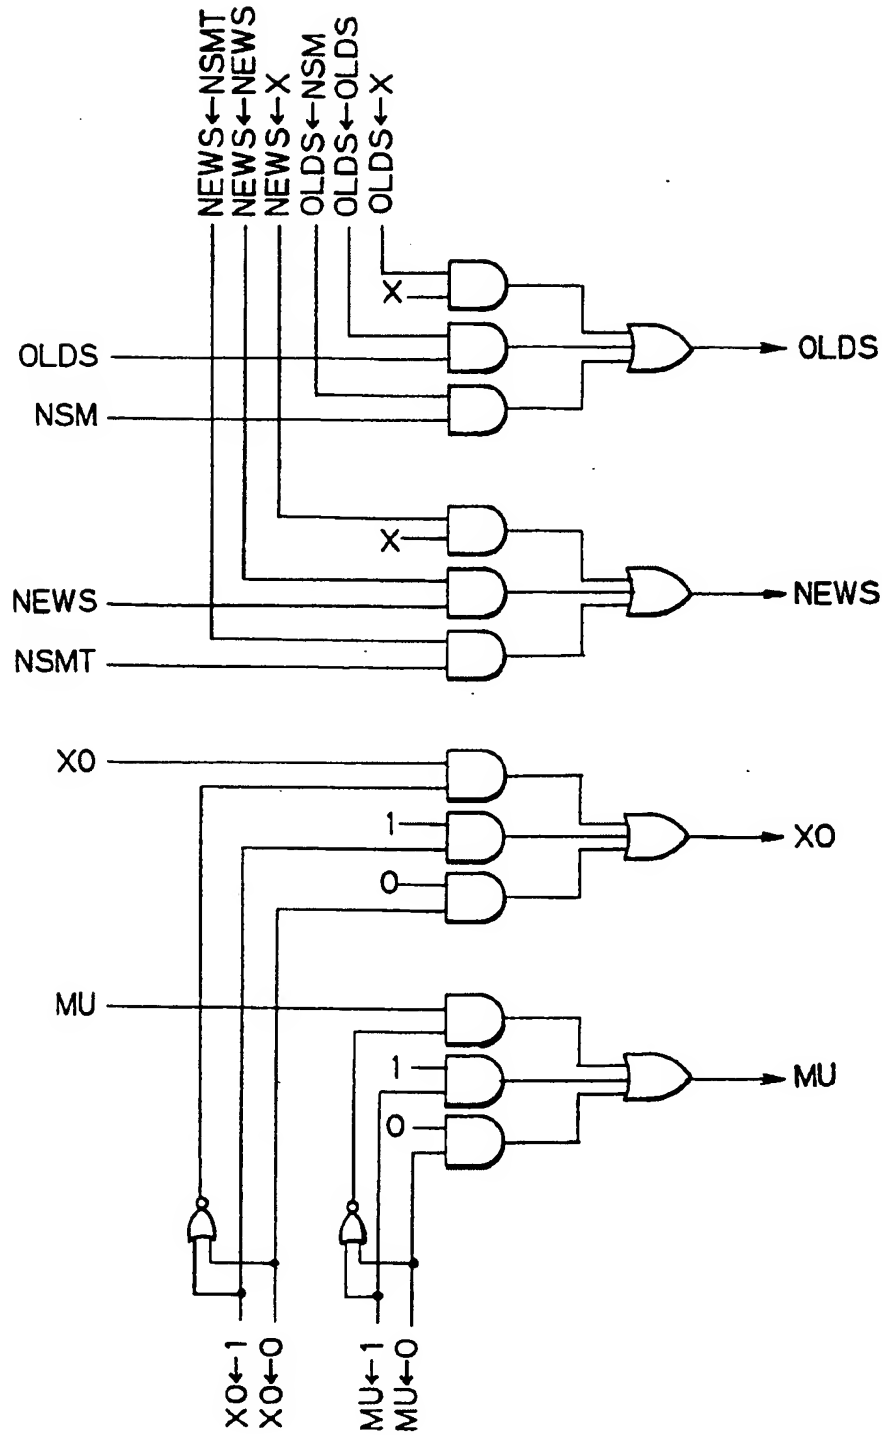 NEWS←NSMT
NEWS←NEWS
NEWS←X
OLDS←NSM
OLDS←OLDS
OLDS←X
X
OLDS
OLDS
NSM
X
NEWS
NEWS
NSMT
XO
1
XO
0
MU
1
MU
0
XO←1
XO←0
MU←1
MU←0